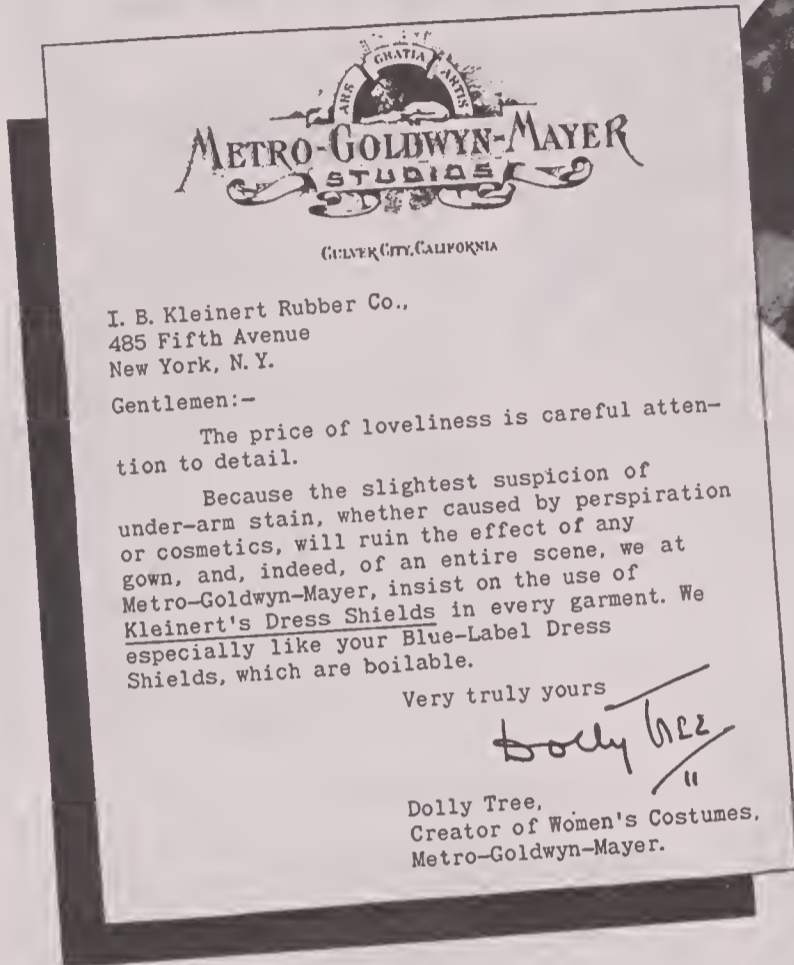 ARS GRATIA ARTIS
METRO-GOLDWYN-MAYER
STUDIOS
CULVER CITY, CALIFORNIA
I. B. Kleinert Rubber Co.,
485 Fifth Avenue
New York, N. Y.
Gentlemen:—
The price of loveliness is careful atten-
tion to detail.
Because the slightest suspicion of
under-arm stain, whether caused by perspiration
or cosmetics, will ruin the effect of any
gown, and, indeed, of an entire scene, we at
Metro-Goldwyn-Mayer, insist on the use of
Kleinert's Dress Shields in every garment. We
especially like your Blue-Label Dress
Shields, which are boilable.
Very truly yours
Dolly Tree
Dolly Tree,
Creator of Women's Costumes,
Metro-Goldwyn-Mayer.